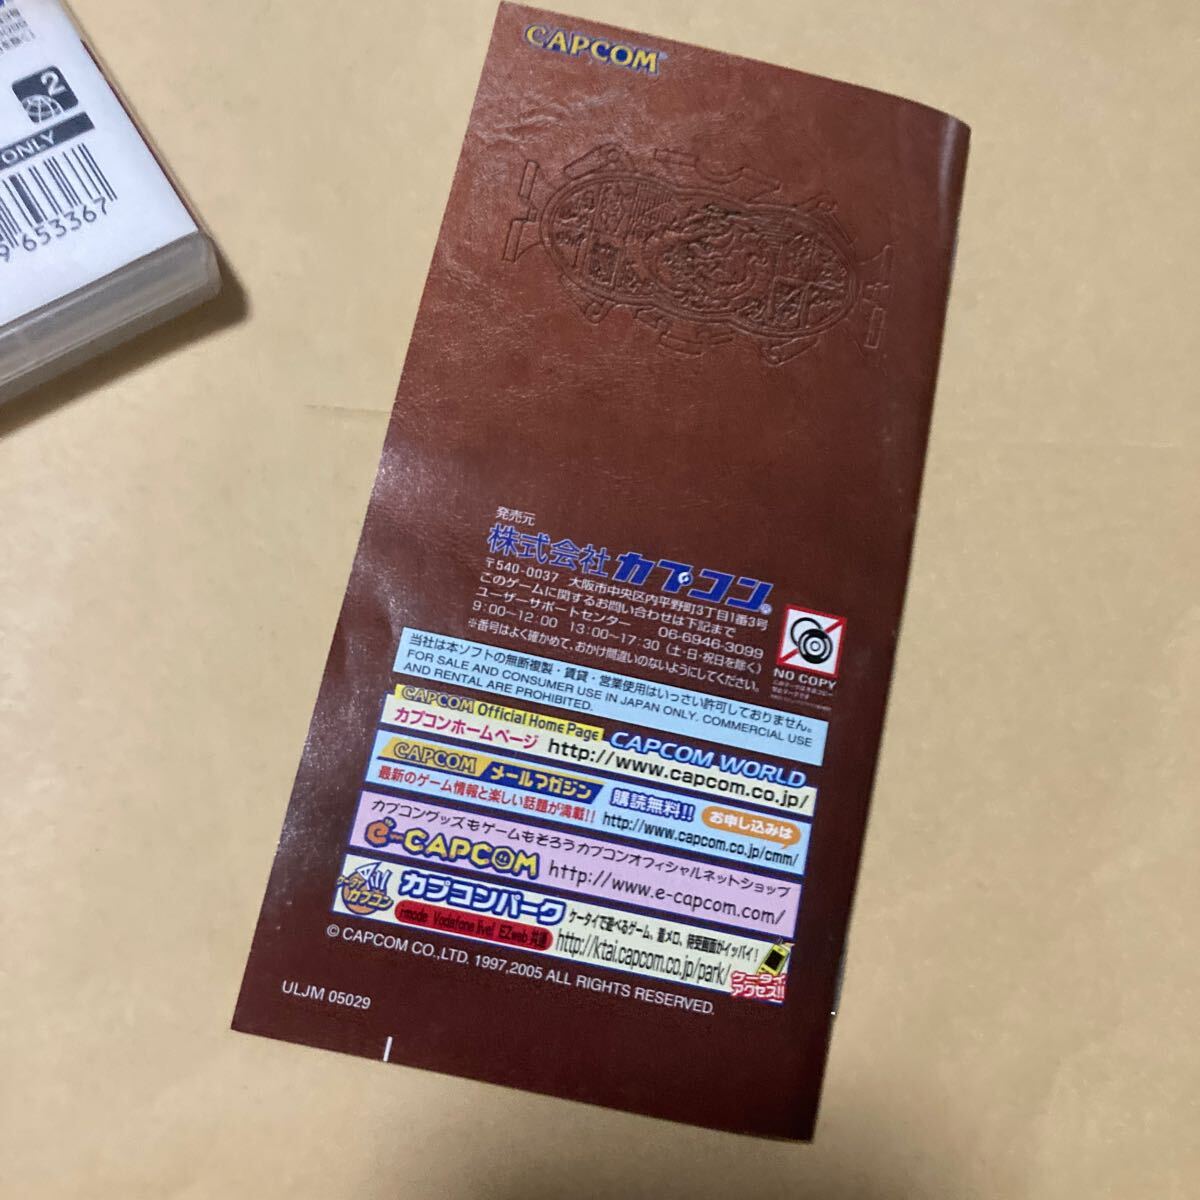 CAPCOM
2
ONLY
9 653367
発売元
株式会社カプコン
〒540-0037 大阪市中央区内平野町3丁目1番3号
このゲームに関するお問い合わせは下記まで
ユーザーサポートセンター 06-6946-3099
9:00~12:00 13:00~17:30 (土・日・祝日を除く)
※番号はよく確かめて、おかけ間違いのないようにしてください。
NO COPY
当社は本ソフトの無断複製・賃貸・営業使用はいっさい許可しておりません。
FOR SALE AND CONSUMER USE IN JAPAN ONLY. COMMERCIAL USE
AND RENTAL ARE PROHIBITED.
CAPCOM Official Home Page CAPCOM WORLD
カプコンホームページ http://www.capcom.co.jp/
CAPCOM メールマガジン 購読無料!! お申し込みは
最新のゲーム情報と楽しい話題が満載!! http://www.capcom.co.jp/cmm/
カプコングッズもゲームもそろうカプコンオフィシャルネットショップ
e-CAPCOM http://www.e-capcom.com/
ケータイカプコン カプコンパーク ケータイで遊べるゲーム、着メロ、待受画面がイッパイ!
i-mode Vodafone live! EZweb 共通 http://ktai.capcom.co.jp/park/ ケータイアクセス!!
© CAPCOM CO.,LTD. 1997,2005 ALL RIGHTS RESERVED.
ULJM 05029